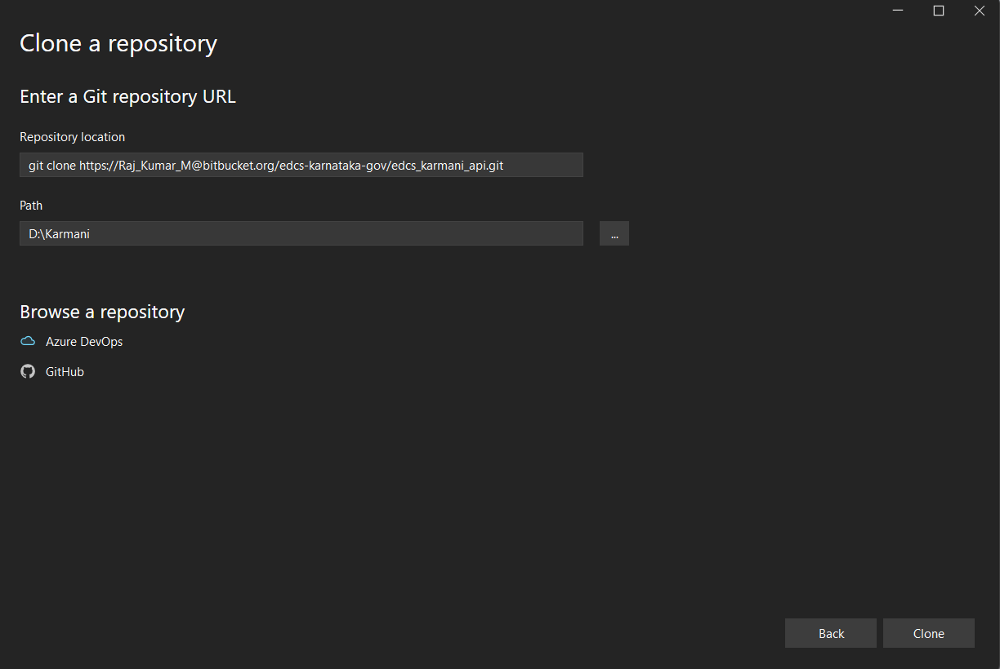 Clone a repository
Enter a Git repository URL
Repository location
git clone https://Raj_Kumar_M@bitbucket.org/edcs-karnataka-gov/edcs_karmani_api.git
Path
D:\Karmani
...
Browse a repository
Azure DevOps
GitHub
Back
Clone